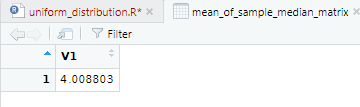 uniform_distribution.R*
mean_of_sample_median_matrix
Filter
V1
1 4.008803